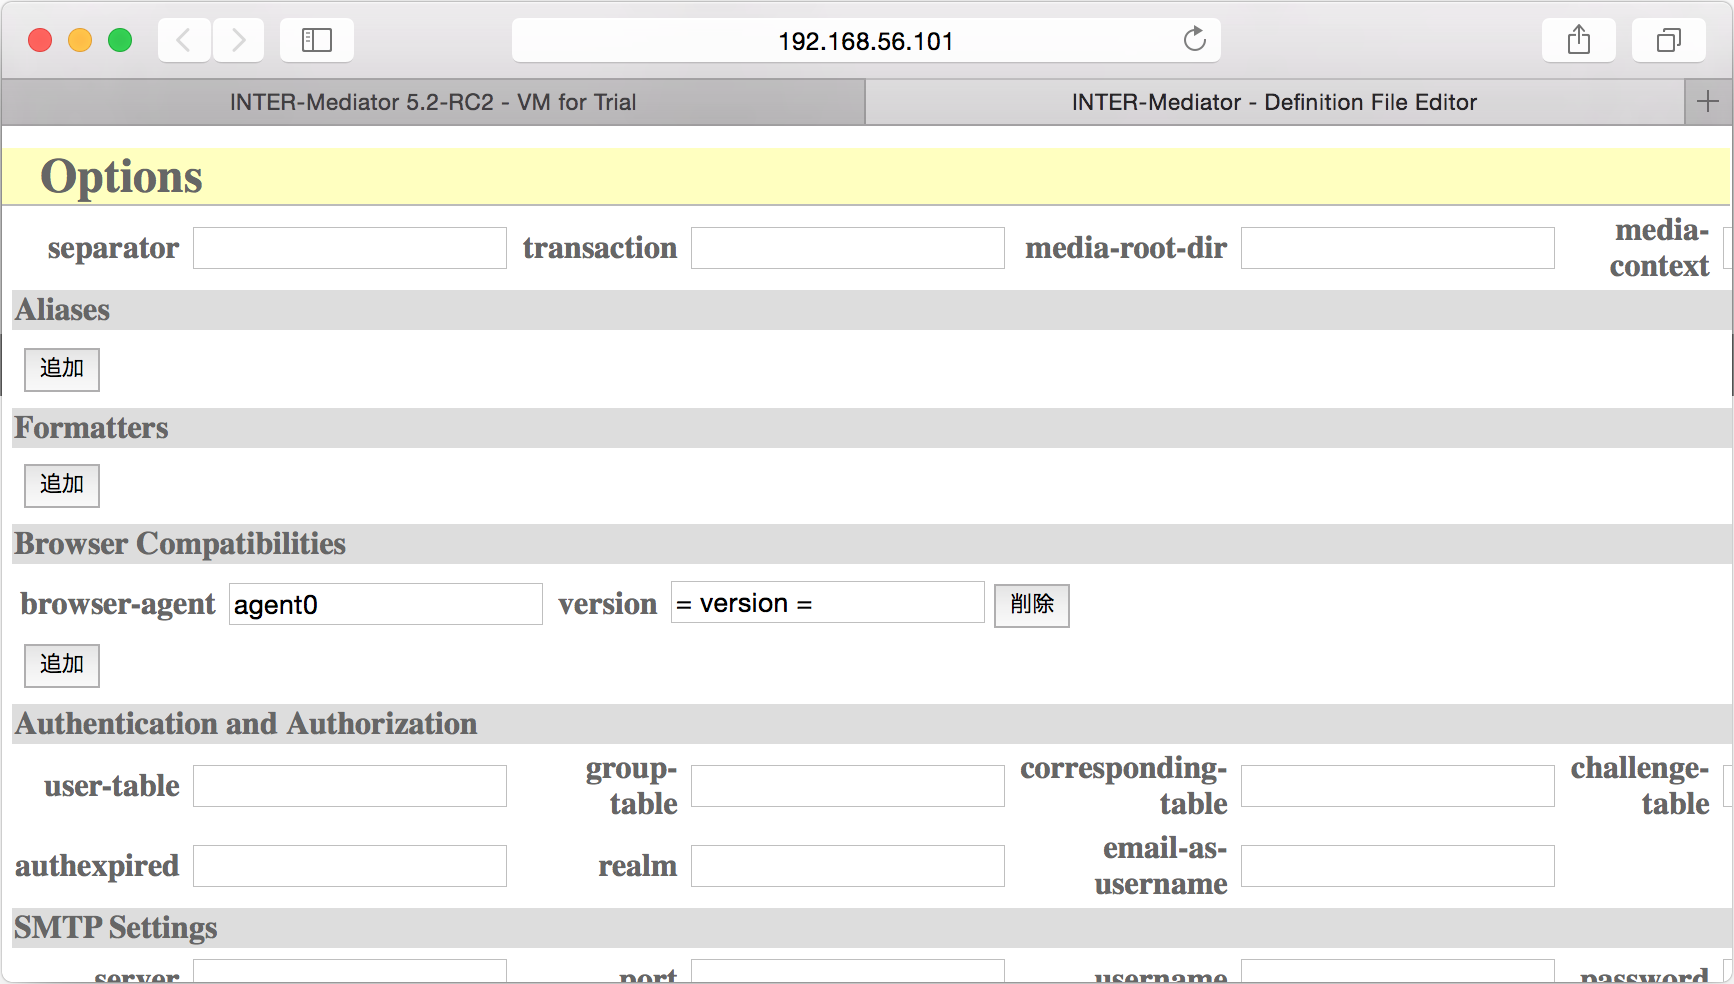 192.168.56.101
INTER-Mediator 5.2-RC2 - VM for Trial
INTER-Mediator - Definition File Editor
Options
separator
transaction
media-root-dir
media-
context
Aliases
追加
Formatters
追加
Browser Compatibilities
browser-agent
agent0
version
= version =
削除
追加
Authentication and Authorization
user-table
group-
table
corresponding-
table
challenge-
table
authexpired
realm
email-as-
username
SMTP Settings
server
port
username
password